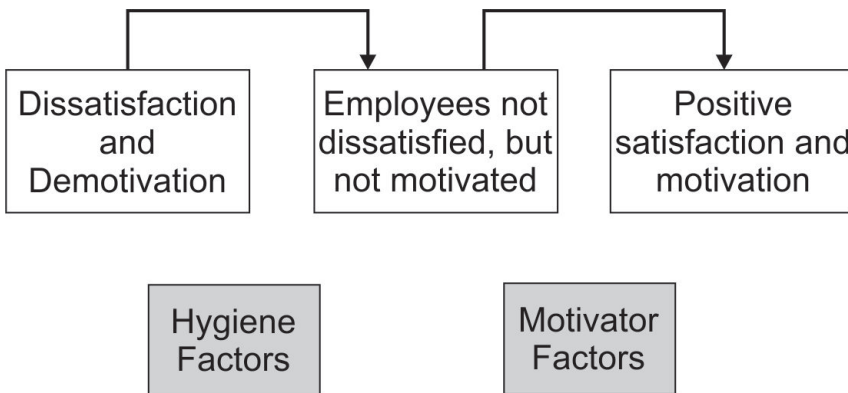 Dissatisfaction
and
Demotivation
Employees not
dissatisfied, but
not motivated
Positive
satisfaction and
motivation
Hygiene
Factors
Motivator
Factors